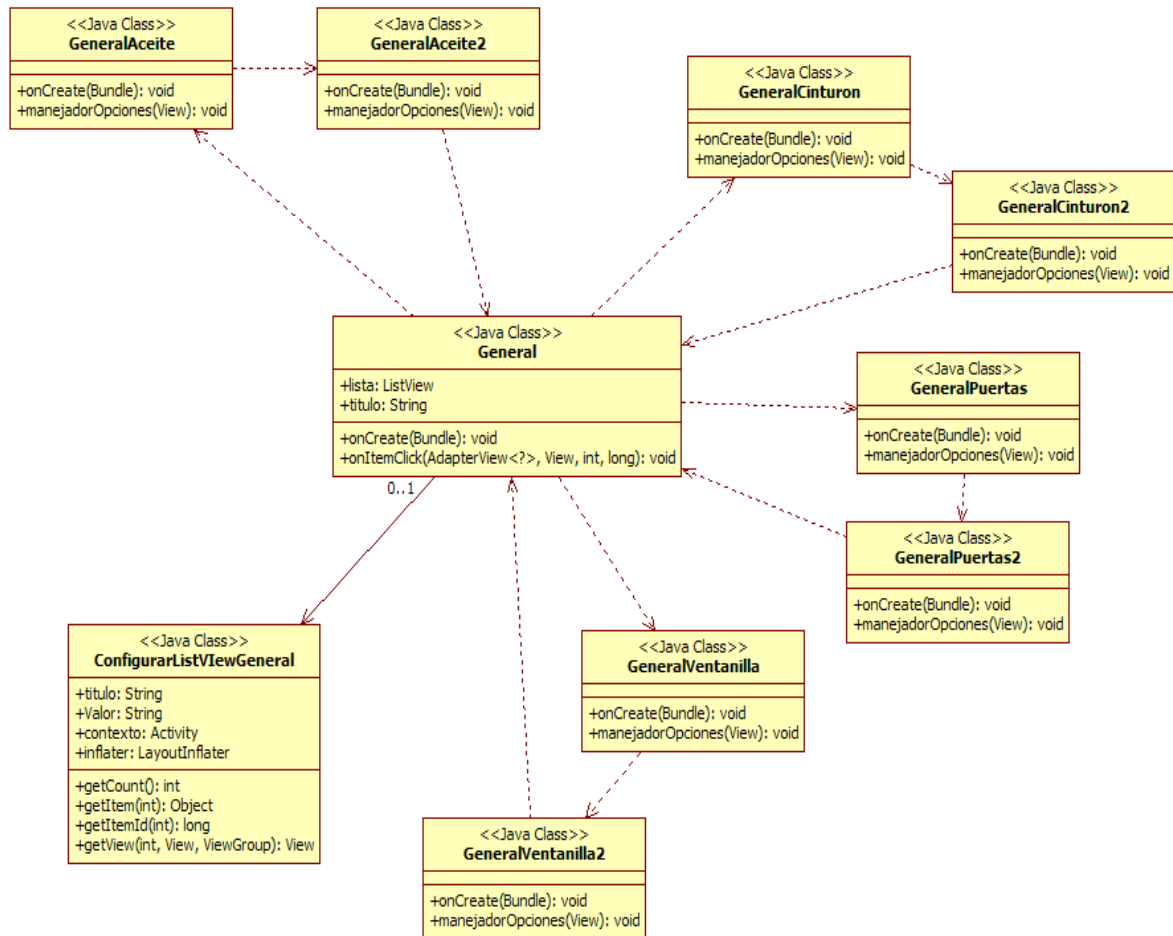 <<Java Class>>
GeneralAceite
+onCreate(Bundle): void
+manejadorOpciones(View): void
<<Java Class>>
GeneralAceite2
+onCreate(Bundle): void
+manejadorOpciones(View): void
<<Java Class>>
GeneralCinturon
+onCreate(Bundle): void
+manejadorOpciones(View): void
<<Java Class>>
GeneralCinturon2
+onCreate(Bundle): void
+manejadorOpciones(View): void
<<Java Class>>
General
+lista: ListView
+titulo: String
+onCreate(Bundle): void
+onItemClick(AdapterView<?>, View, int, long): void
0..1
<<Java Class>>
GeneralPuertas
+onCreate(Bundle): void
+manejadorOpciones(View): void
<<Java Class>>
GeneralPuertas2
+onCreate(Bundle): void
+manejadorOpciones(View): void
<<Java Class>>
ConfigurarListVIewGeneral
+titulo: String
+Valor: String
+contexto: Activity
+inflater: LayoutInflater
+getCount(): int
+getItem(int): Object
+getItemId(int): long
+getView(int, View, ViewGroup): View
<<Java Class>>
GeneralVentanilla
+onCreate(Bundle): void
+manejadorOpciones(View): void
<<Java Class>>
GeneralVentanilla2
+onCreate(Bundle): void
+manejadorOpciones(View): void